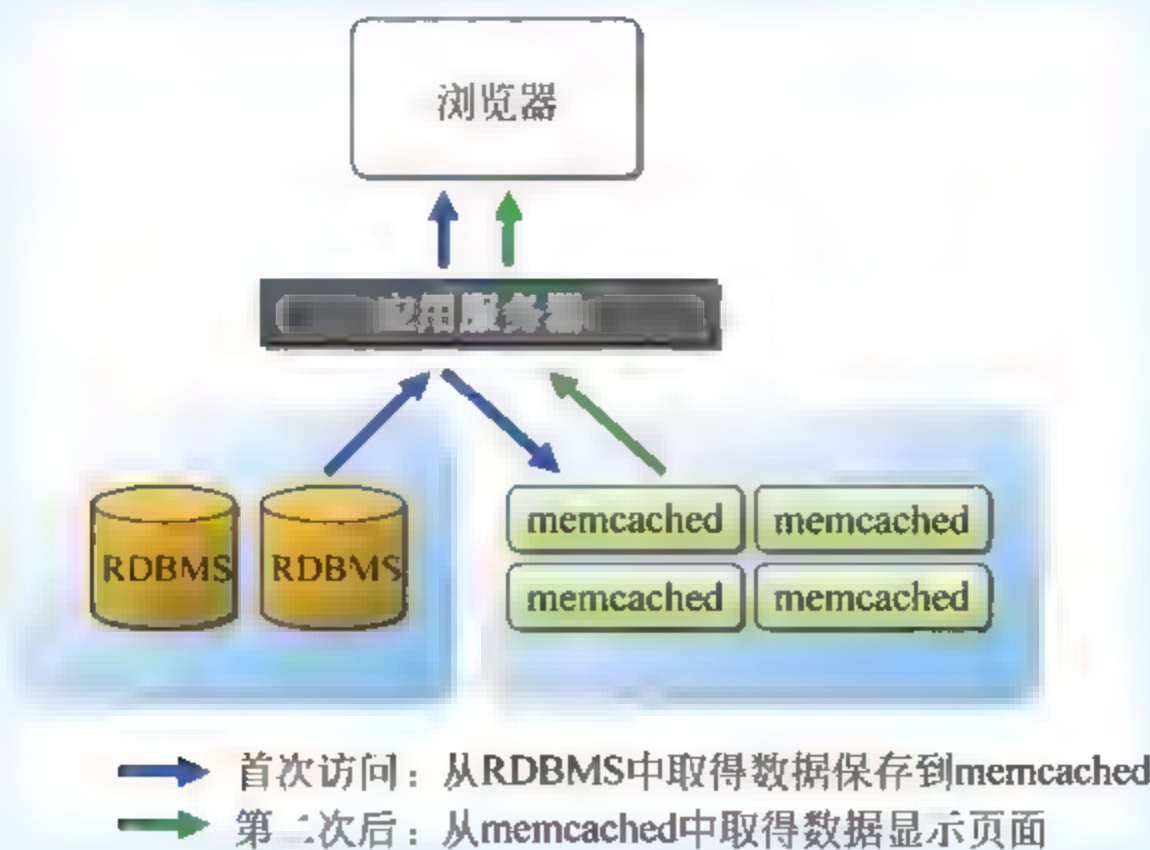 浏览器
应用服务器
RDBMS RDBMS
memcached memcached
memcached memcached
首次访问：从RDBMS中取得数据保存到memcached
第二次后：从memcached中取得数据显示页面